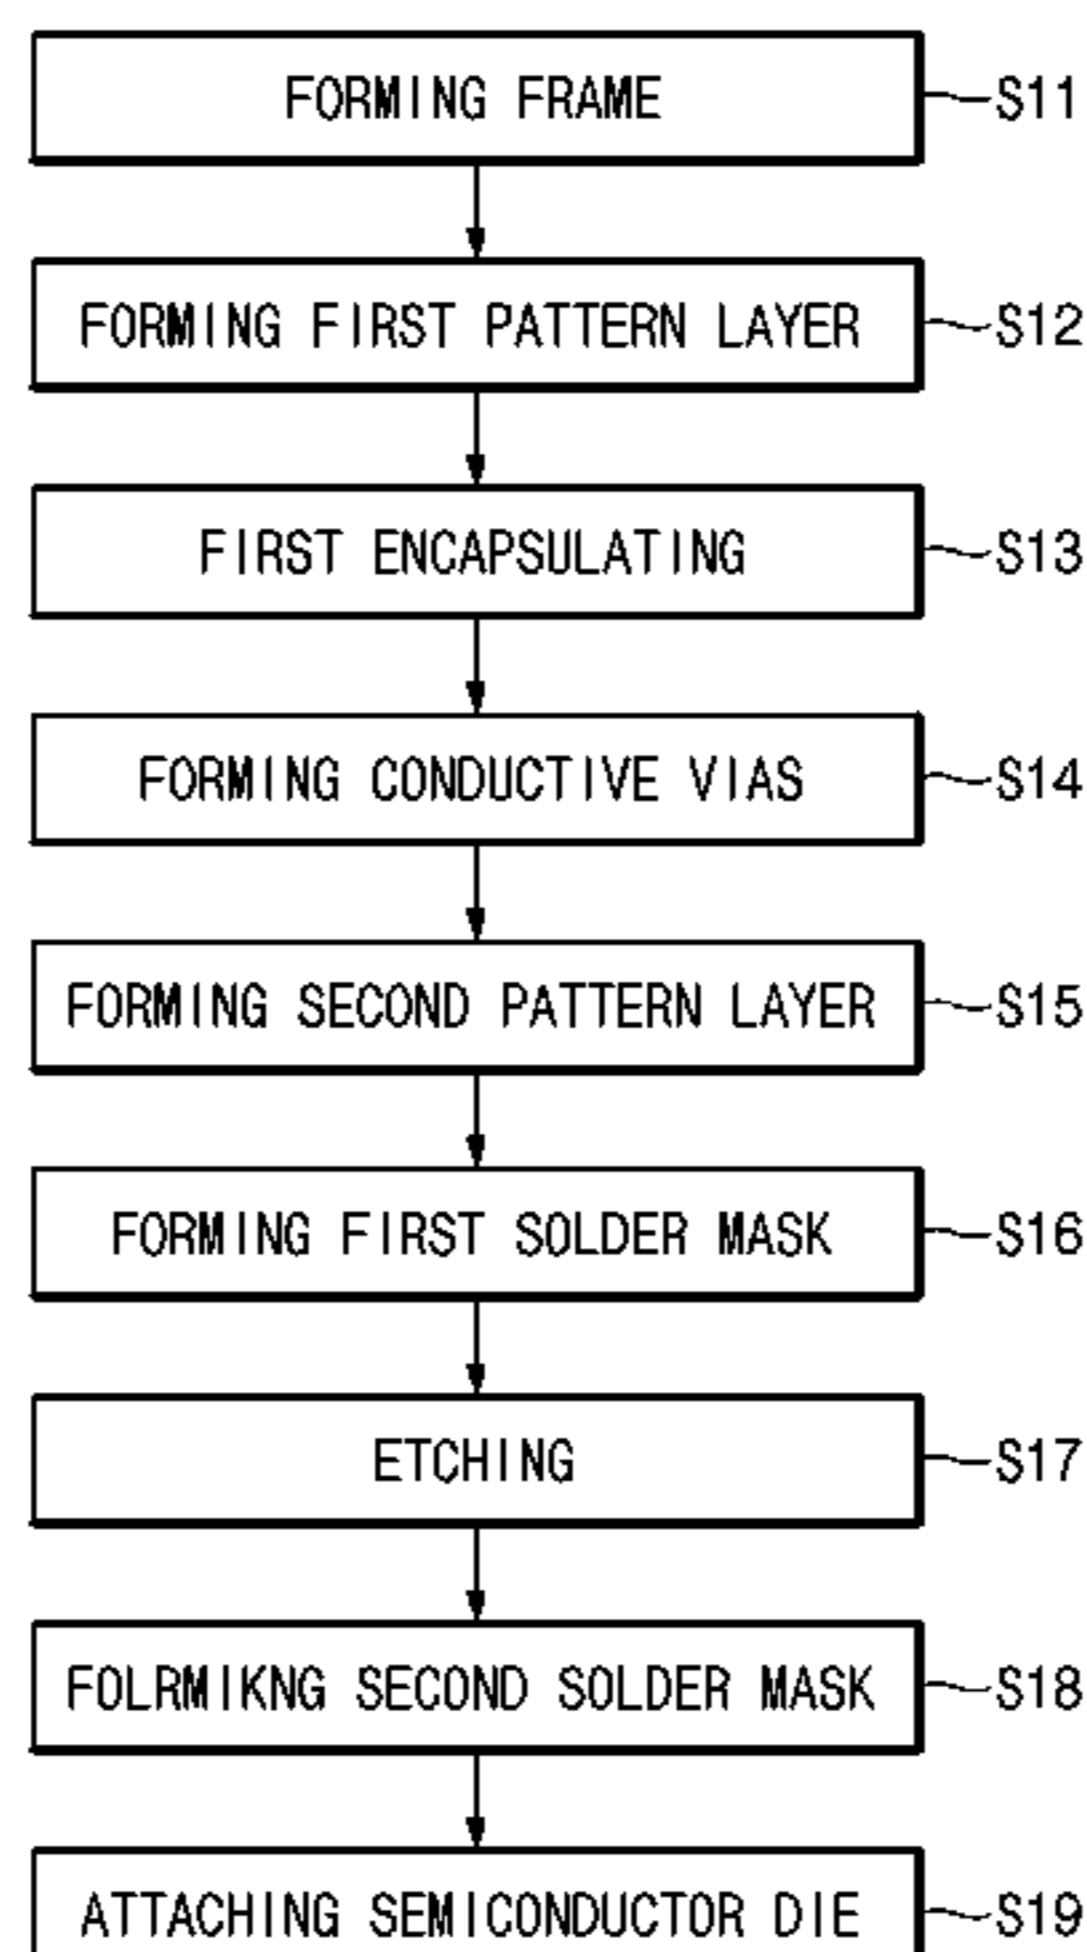 FORMING FRAME S11
FORMING FIRST PATTERN LAYER S12
FIRST ENCAPSULATING S13
FORMING CONDUCTIVE VIAS S14
FORMING SECOND PATTERN LAYER S15
FORMING FIRST SOLDER MASK S16
ETCHING S17
FOLRMIKNG SECOND SOLDER MASK S18
ATTACHING SEMICONDUCTOR DIE S19